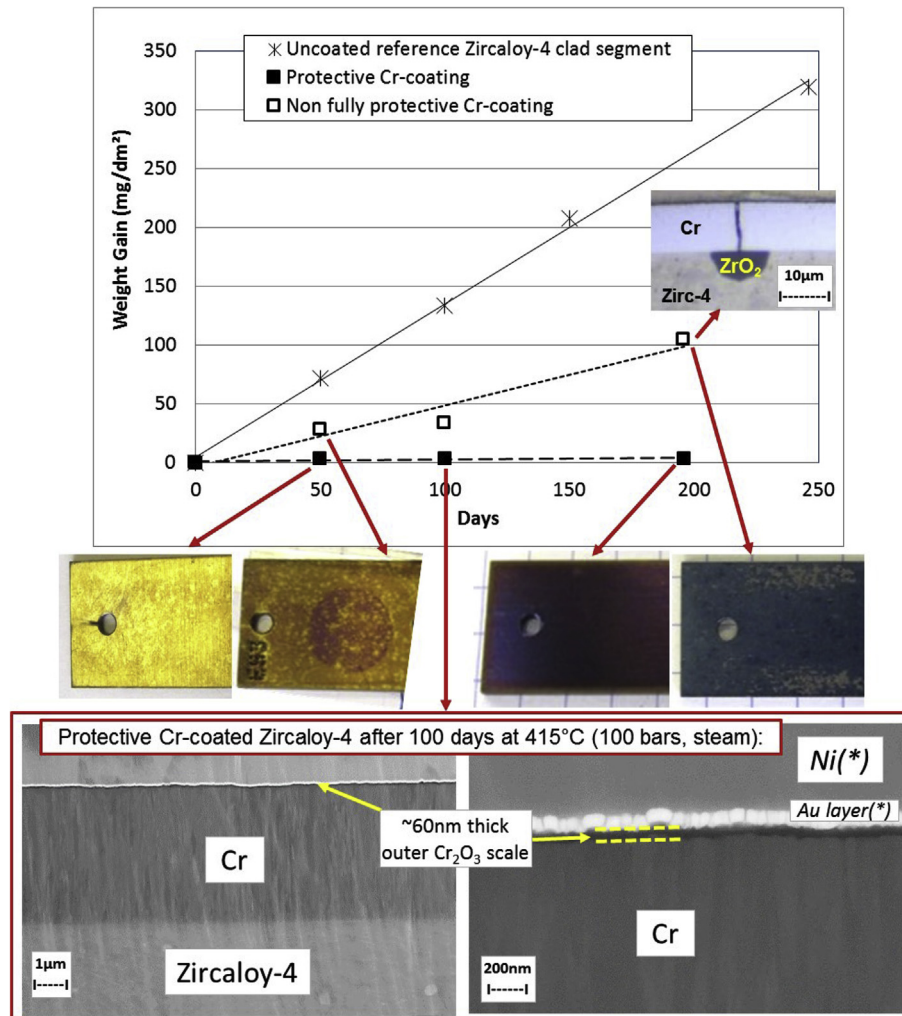 350
300
250
200
150
100
50
0
Weight Gain (mg/dm²)
Uncoated reference Zircaloy-4 clad segment
Protective Cr-coating
Non fully protective Cr-coating
Cr
ZrO₂
Zirc-4
10µm
0 50 100 150 200 250
Days
Protective Cr-coated Zircaloy-4 after 100 days at 415°C (100 bars, steam):
Cr
Zircaloy-4
1µm
~60nm thick
outer Cr₂O₃ scale
Ni(*)
Au layer(*)
Cr
200nm